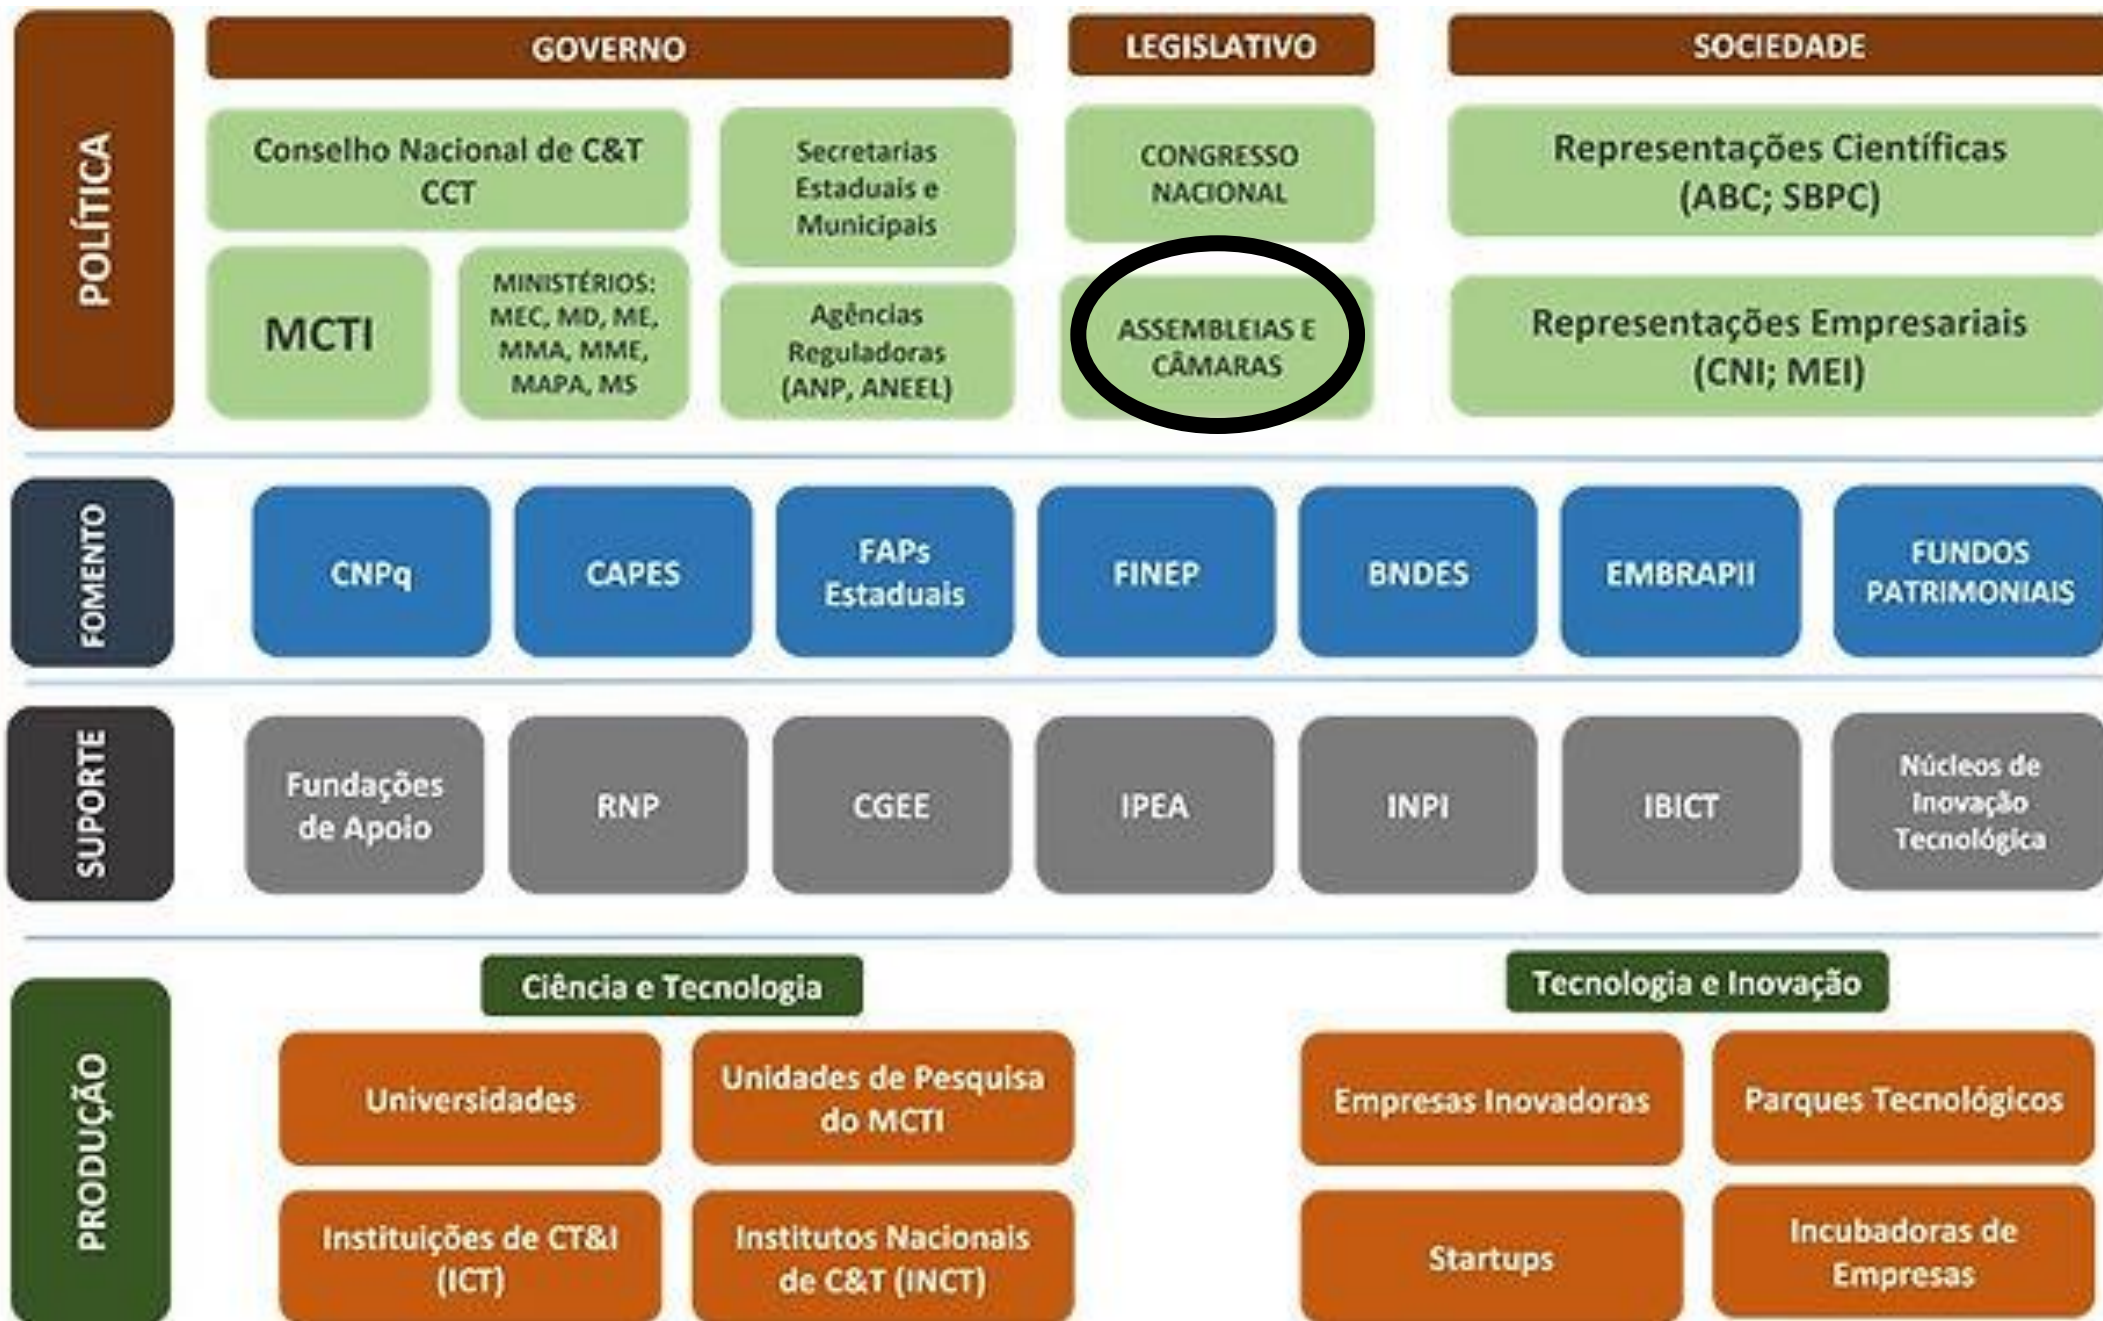 POLÍTICA
GOVERNO
Conselho Nacional de C&T
CCT
Secretarias
Estaduais e
Municipais
MCTI
MINISTÉRIOS:
MEC, MD, ME,
MMA, MME,
MAPA, MS
Agências
Reguladoras
(ANP, ANEEL)
LEGISLATIVO
CONGRESSO
NACIONAL
ASSEMBLEIAS E
CÂMARAS
SOCIEDADE
Representações Científicas
(ABC; SBPC)
Representações Empresariais
(CNI; MEI)
FOMENTO
CNPq
CAPES
FAPs
Estaduais
FINEP
BNDES
EMBRAPII
FUNDOS
PATRIMONIAIS
SUPORTE
Fundações
de Apoio
RNP
CGEE
IPEA
INPI
IBICT
Núcleos de
Inovação
Tecnológica
PRODUÇÃO
Ciência e Tecnologia
Universidades
Unidades de Pesquisa
do MCTI
Instituições de CT&I
(ICT)
Institutos Nacionais
de C&T (INCT)
Tecnologia e Inovação
Empresas Inovadoras
Parques Tecnológicos
Startups
Incubadoras de
Empresas